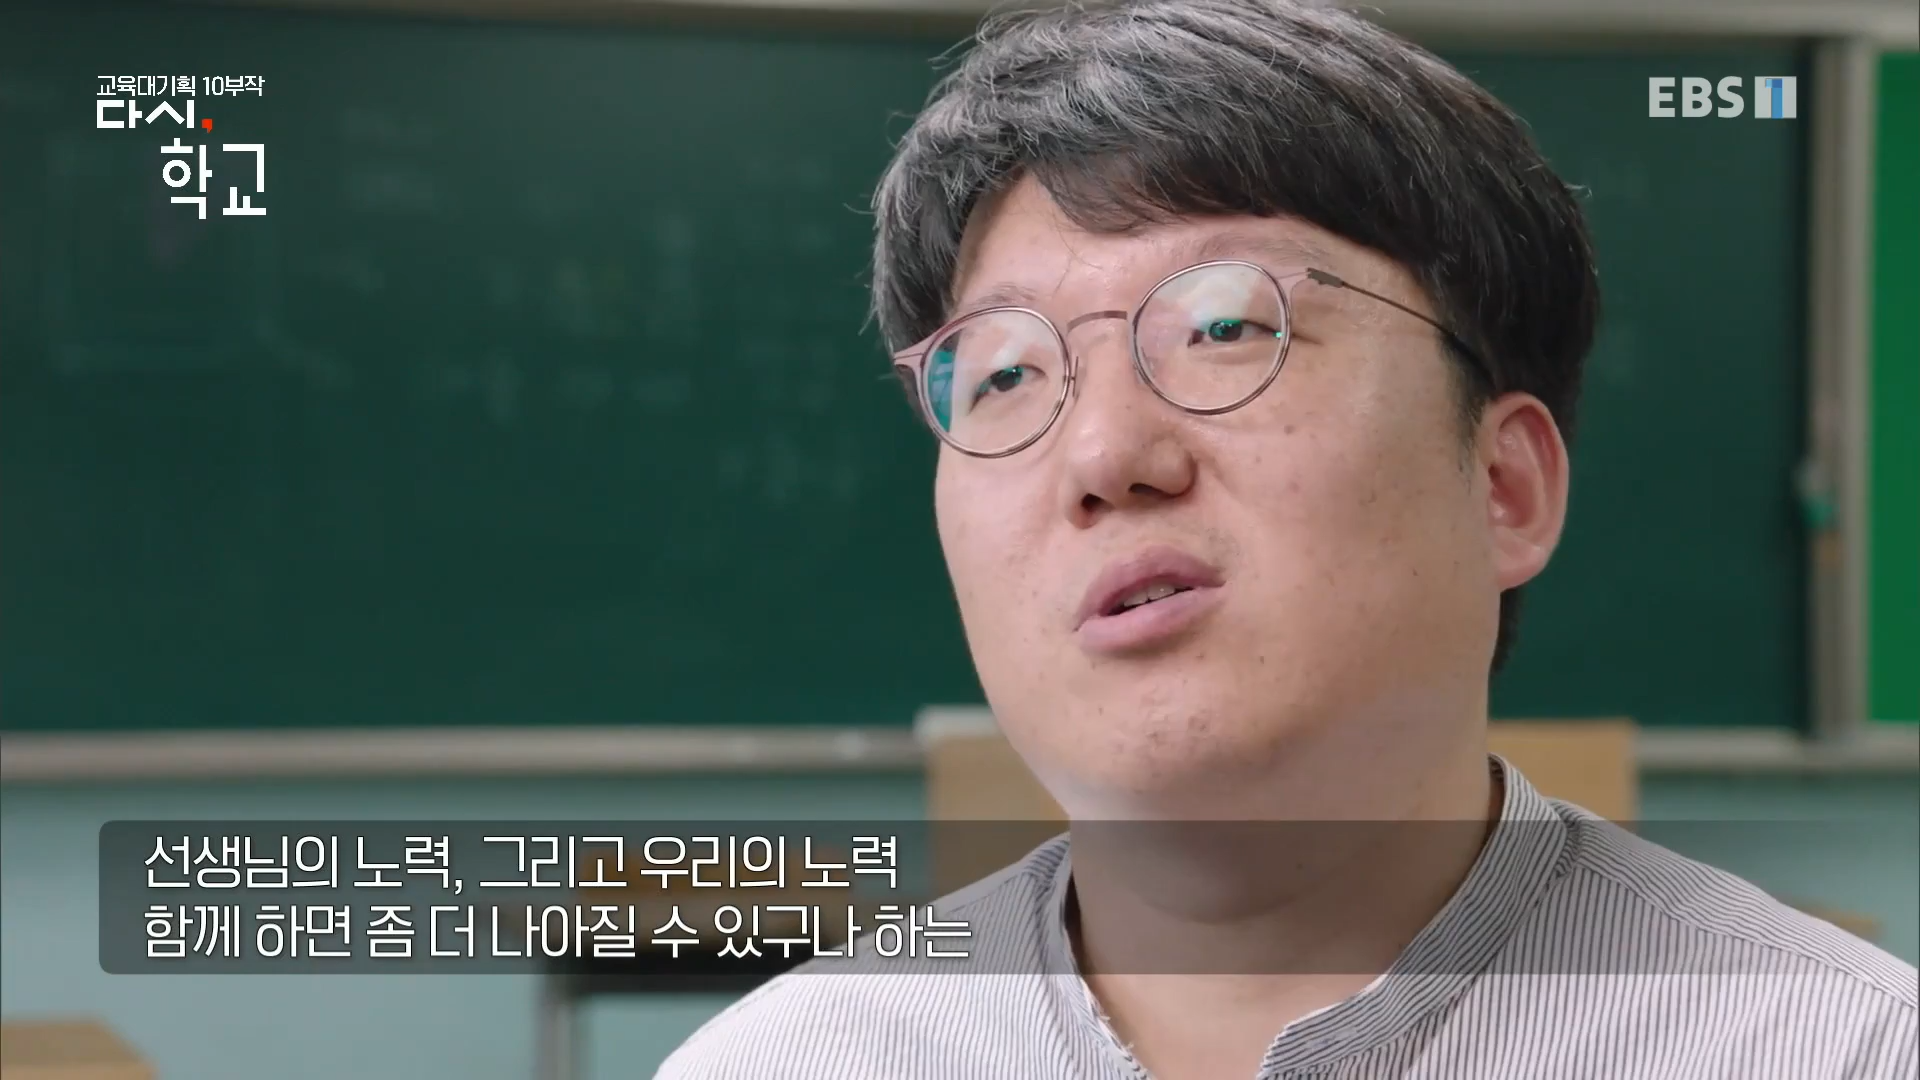 교육대기획 10부작
다시,
학교
EBS 1
선생님의 노력, 그리고 우리의 노력
함께 하면 좀 더 나아질 수 있구나 하는